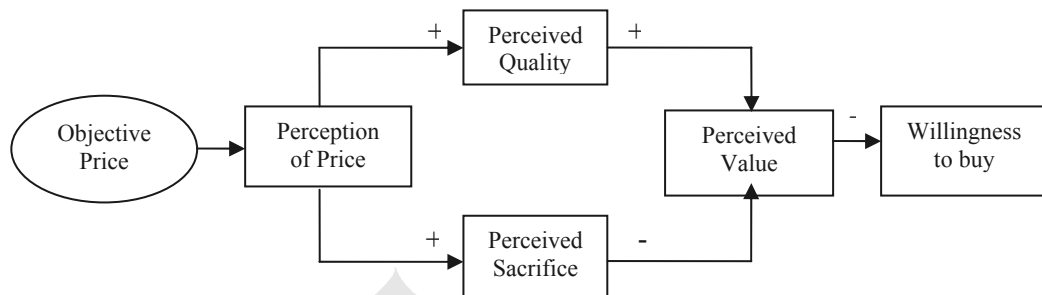 Objective
Price
Perception
of Price
+
Perceived
Quality
+
+
Perceived
Sacrifice
-
Perceived
Value
-
Willingness
to buy